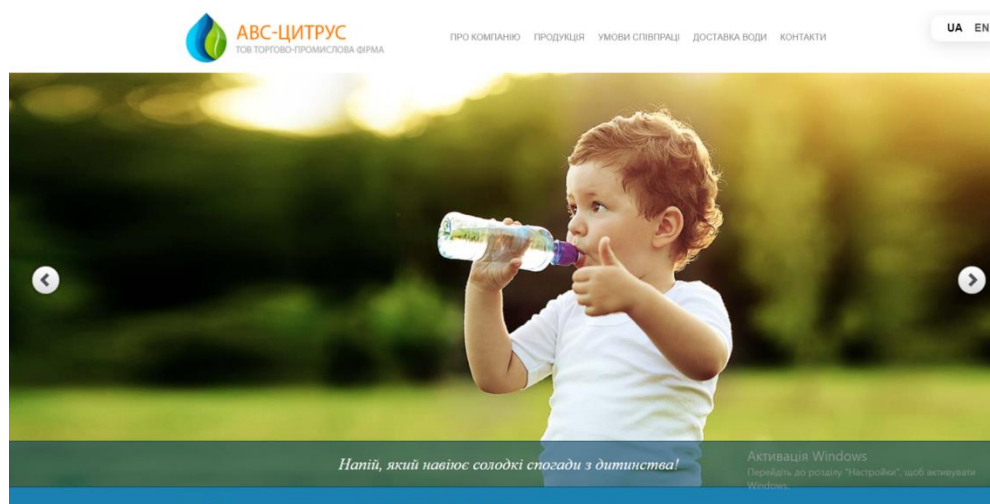 АВС-ЦИТРУС
ТОВ ТОРГОВО-ПРОМИСЛОВА ФІРМА
ПРО КОМПАНІЮ ПРОДУКЦІЯ УМОВИ СПІВПРАЦІ ДОСТАВКА ВОДИ КОНТАКТИ
UA EN
Напій, який навіює солодкі спогади з дитинства!
Активація Windows
Перейдіть до розділу "Настройки", щоб активувати
Windows.